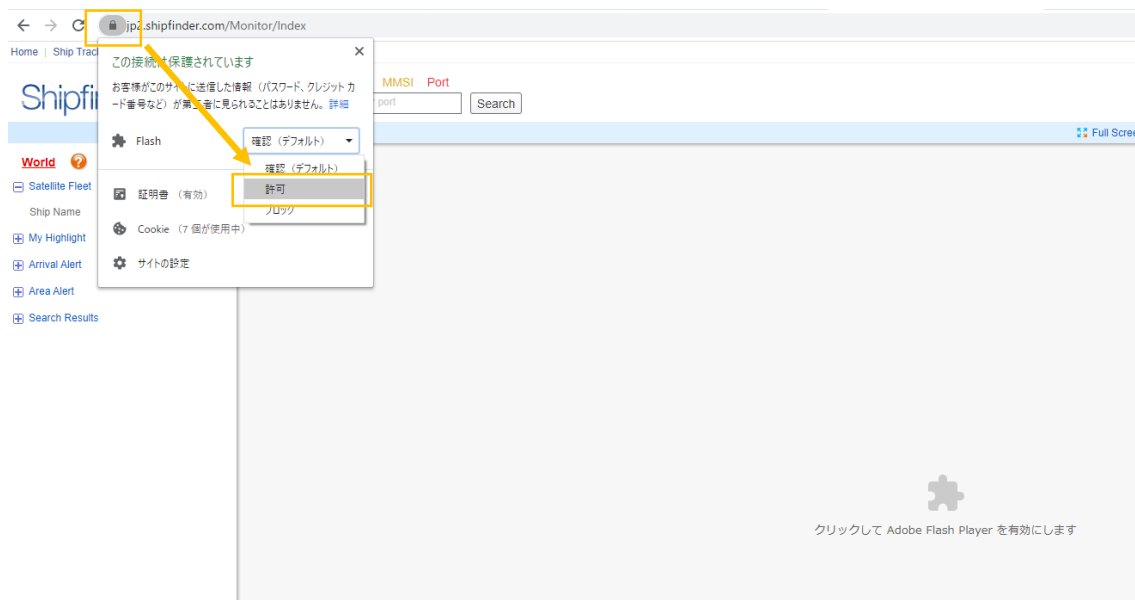 jp2.shipfinder.com/Monitor/Index
Home | Ship Trac
この接続は保護されています
お客様がこのサイトに送信した情報（パスワード、クレジット カ
ード番号など）が第三者に見られることはありません。詳細
Shipfi
MMSI Port
port
Search
Flash
確認（デフォルト）
Full Scree
確認（デフォルト）
許可
ブロック
World
Satellite Fleet
証明書（有効）
Ship Name
Cookie（7 個が使用中）
My Highlight
Arrival Alert
サイトの設定
Area Alert
Search Results
クリックして Adobe Flash Player を有効にします